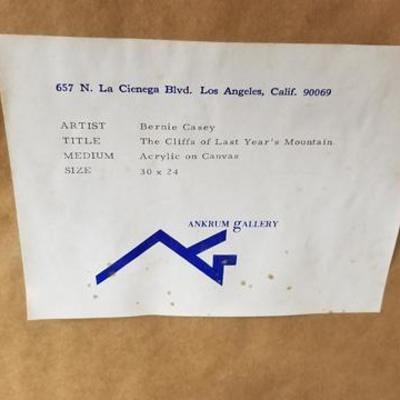 657 N. La Cienega Blvd. Los Angeles, Calif. 90069
ARTIST Bernie Casey
TITLE The Cliffs of Last Year's Mountain
MEDIUM Acrylic on Canvas
SIZE 30 x 24
ANKRUM gALLERY